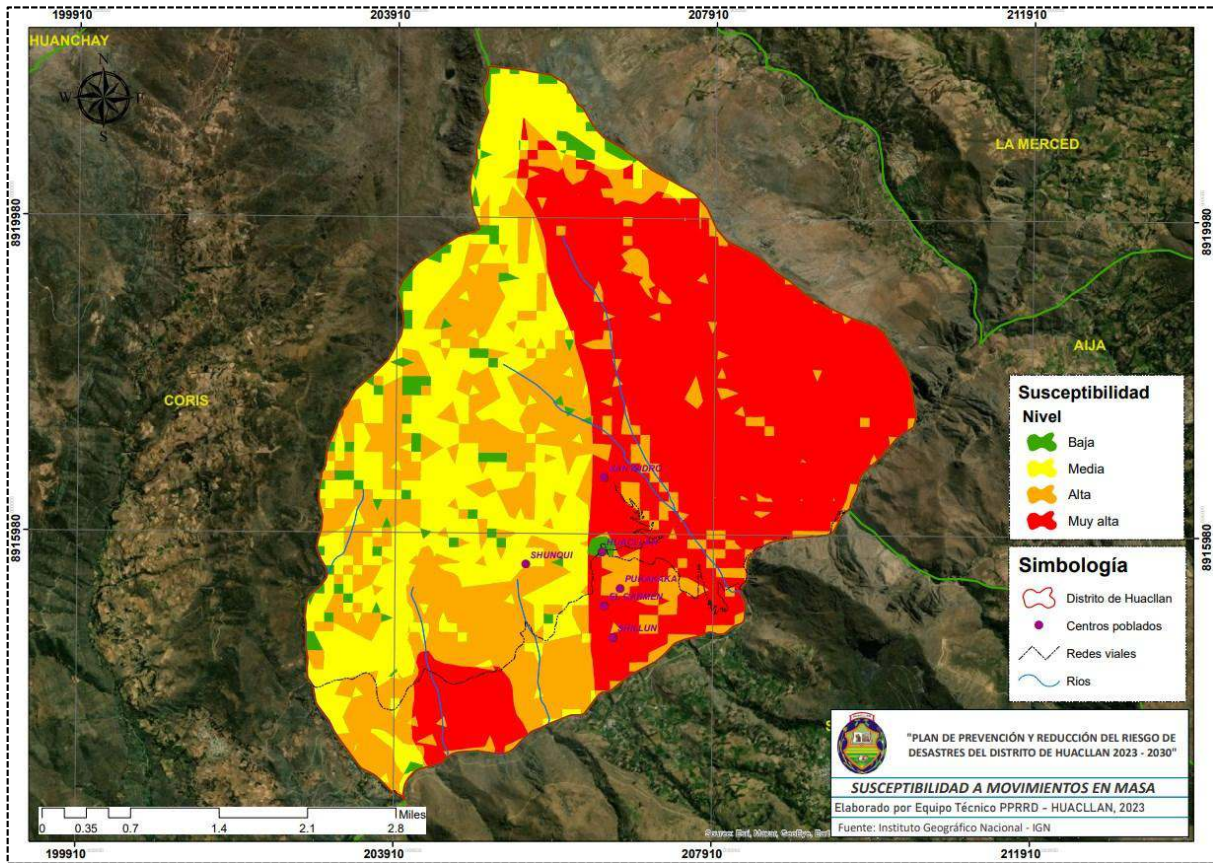 199910 203910 207910 211910
HUANCHAY
N
W E
S
LA MERCED
8919980
8919980
AIJA
CORIS
Susceptibilidad
Nivel
Baja
Media
Alta
Muy alta
SAN ISIDRO
8915980
8915980
HUACLLAN
SHUNQUI
PUKAKAKA
EL CARMEN
SHILLUN
Simbología
Distrito de Huacllan
Centros poblados
Redes viales
Rios
"PLAN DE PREVENCIÓN Y REDUCCIÓN DEL RIESGO DE
DESASTRES DEL DISTRITO DE HUACLLAN 2023 - 2030"
SUSCEPTIBILIDAD A MOVIMIENTOS EN MASA
Elaborado por Equipo Técnico PPRRD – HUACLLAN, 2023
Fuente: Instituto Geográfico Nacional - IGN
Miles
0 0.35 0.7 1.4 2.1 2.8
199910 203910 207910 211910